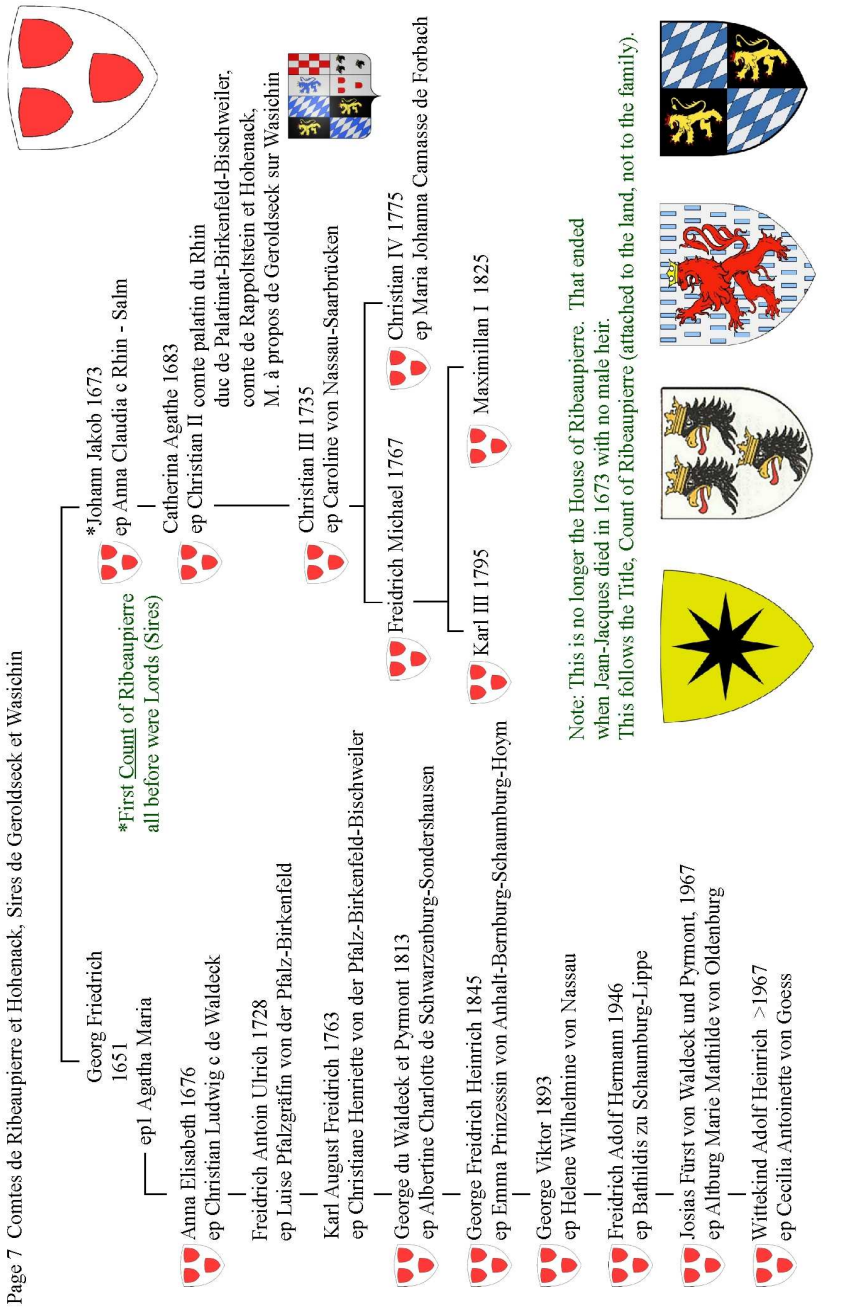 Page 7  Comtes de Ribeaupierre et Hohenack, Sires de Geroldseck et Wasichin
Georg Friedrich
1651
ep1 Agatha Maria
Anna Elisabeth 1676
ep Christian Ludwig c de Waldeck
Freidrich Antoin Ulrich 1728
ep Luise Pfalzgräfin von der Pfalz-Birkenfeld
Karl August Freidrich 1763
ep Christiane Henriette von der Pfalz-Birkenfeld-Bischweiler
George du Waldeck et Pyrmont 1813
ep Albertine Charlotte de Schwarzenburg-Sondershausen
George Freidrich Heinrich 1845
ep Emma Prinzessin von Anhalt-Bernburg-Schaumburg-Hoym
George Viktor 1893
ep Helene Wilhelmine von Nassau
Freidrich Adolf Hermann 1946
ep Bathildis zu Schaumburg-Lippe
Josias Fürst von Waldeck und Pyrmont, 1967
ep Altburg Marie Mathilde von Oldenburg
Wittekind Adolf Heinrich  >1967
ep Cecilia Antoinette von Goess
*First Count of Ribeaupierre
all before were Lords (Sires)
*Johann Jakob 1673
ep Anna Claudia c Rhin - Salm
Catherina Agathe 1683
ep Christian II comte palatin du Rhin
duc de Palatinat-Birkenfeld-Bischweiler,
comte de Rappoltstein et Hohenack,
M. à propos de Geroldseck sur Wasichin
Christian III 1735
ep Caroline von Nassau-Saarbrücken
Freidrich Michael 1767
Christian IV 1775
ep Maria Johanna Camasse de Forbach
Karl III 1795
Maximillan I  1825
Note: This is no longer the House of Ribeaupierre.  That ended
when Jean-Jacques died in 1673 with no male heir.
This follows the Title, Count of Ribeaupierre (attached to the land, not to the family).